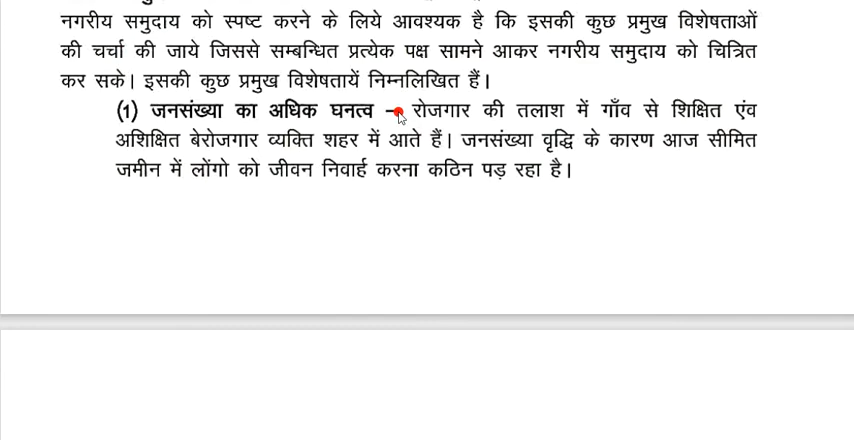 नगरीय समुदाय को स्पष्ट करने के लिये आवश्यक है कि इसकी कुछ प्रमुख विशेषताओं
की चर्चा की जाये जिससे सम्बन्धित प्रत्येक पक्ष सामने आकर नगरीय समुदाय को चित्रित
कर सके। इसकी कुछ प्रमुख विशेषतायें निम्नलिखित हैं।
(1) जनसंख्या का अधिक घनत्व – रोजगार की तलाश में गाँव से शिक्षित एंव
अशिक्षित बेरोजगार व्यक्ति शहर में आते हैं। जनसंख्या वृद्धि के कारण आज सीमित
जमीन में लोंगो को जीवन निवार्ह करना कठिन पड़ रहा है।